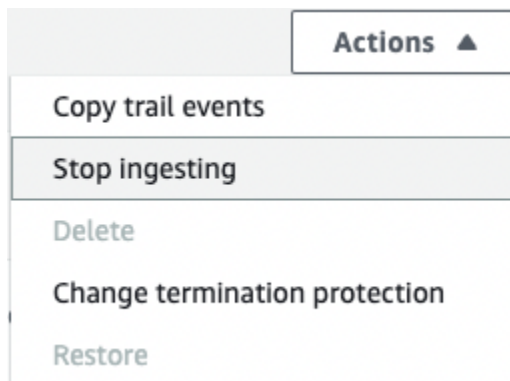 Actions
Copy trail events
Stop ingesting
Delete
Change termination protection
Restore